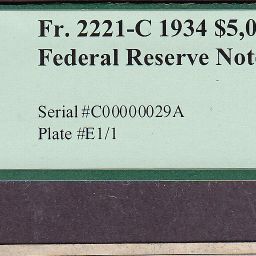 Fr. 2221-C 1934 $5,0
Federal Reserve Not
Serial #C00000029A
Plate #E1/1